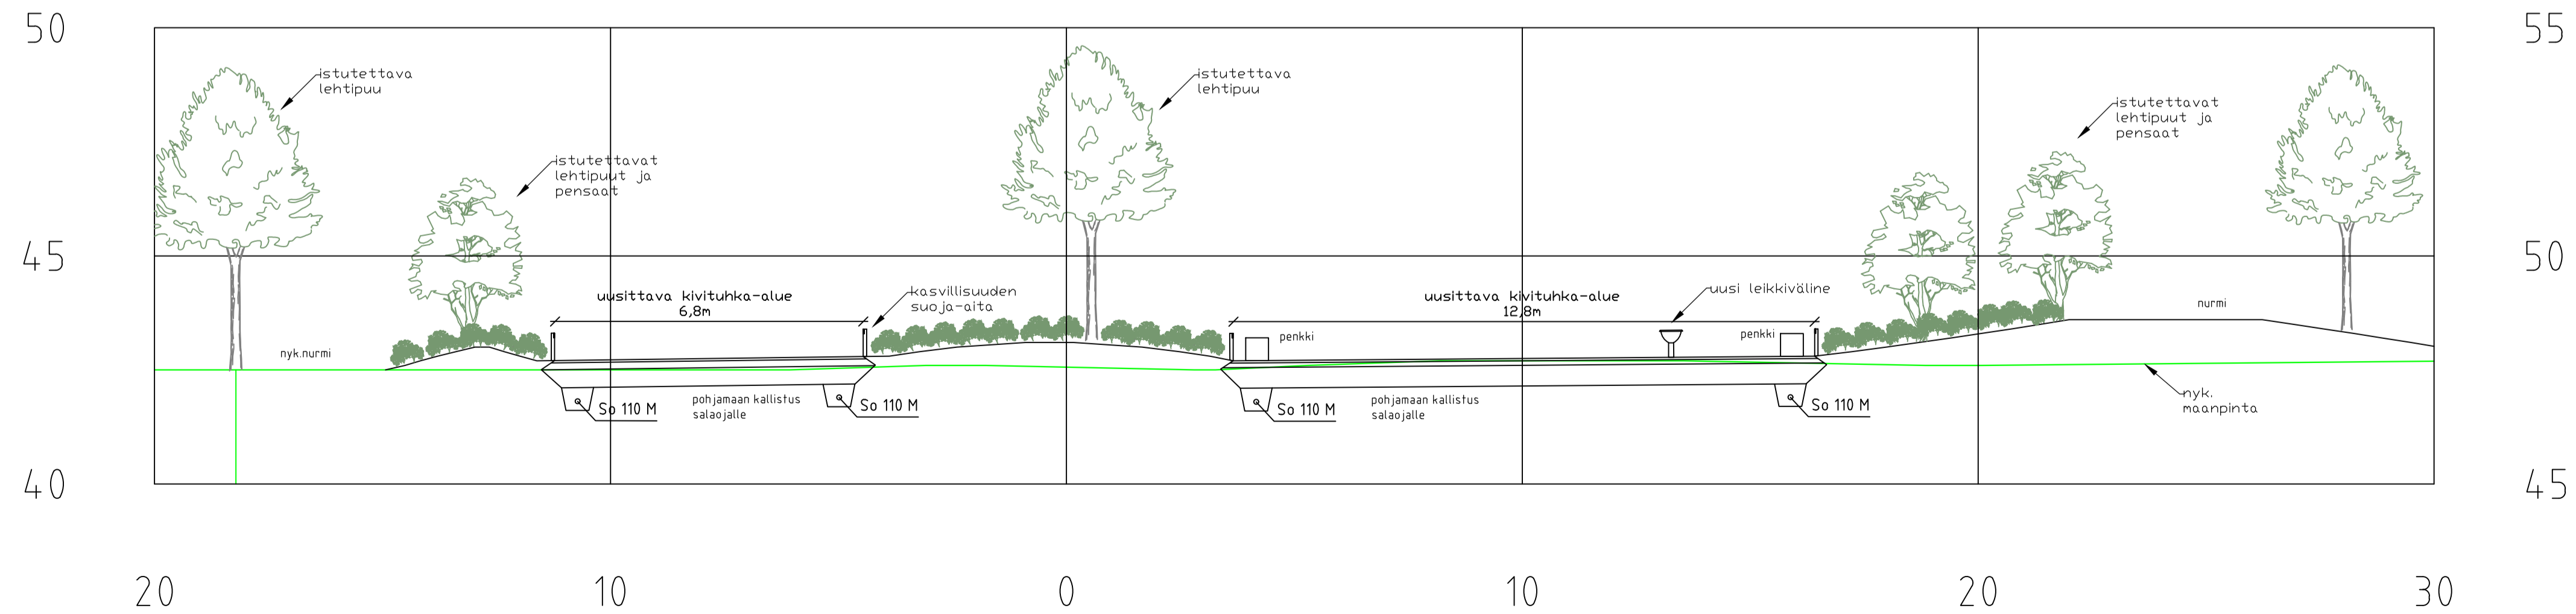 50
55
istutettava
lehtipuu
istutettava
lehtipuu
istutettavat
lehtipuut ja
pensaat
istutettavat
lehtipuut ja
pensaat
45
50
uusittava kivituhka-alue
6,8m
kasvillisuuden
suoja-aita
uusittava kivituhka-alue
12,8m
uusi leikkiväline
nurmi
nyk.nurmi
penkki
penkki
pohjamaan kallistus
salaojalle
So 110 M
So 110 M
pohjamaan kallistus
salaojalle
So 110 M
So 110 M
nyk.
maanpinta
40
45
20
10
0
10
20
30